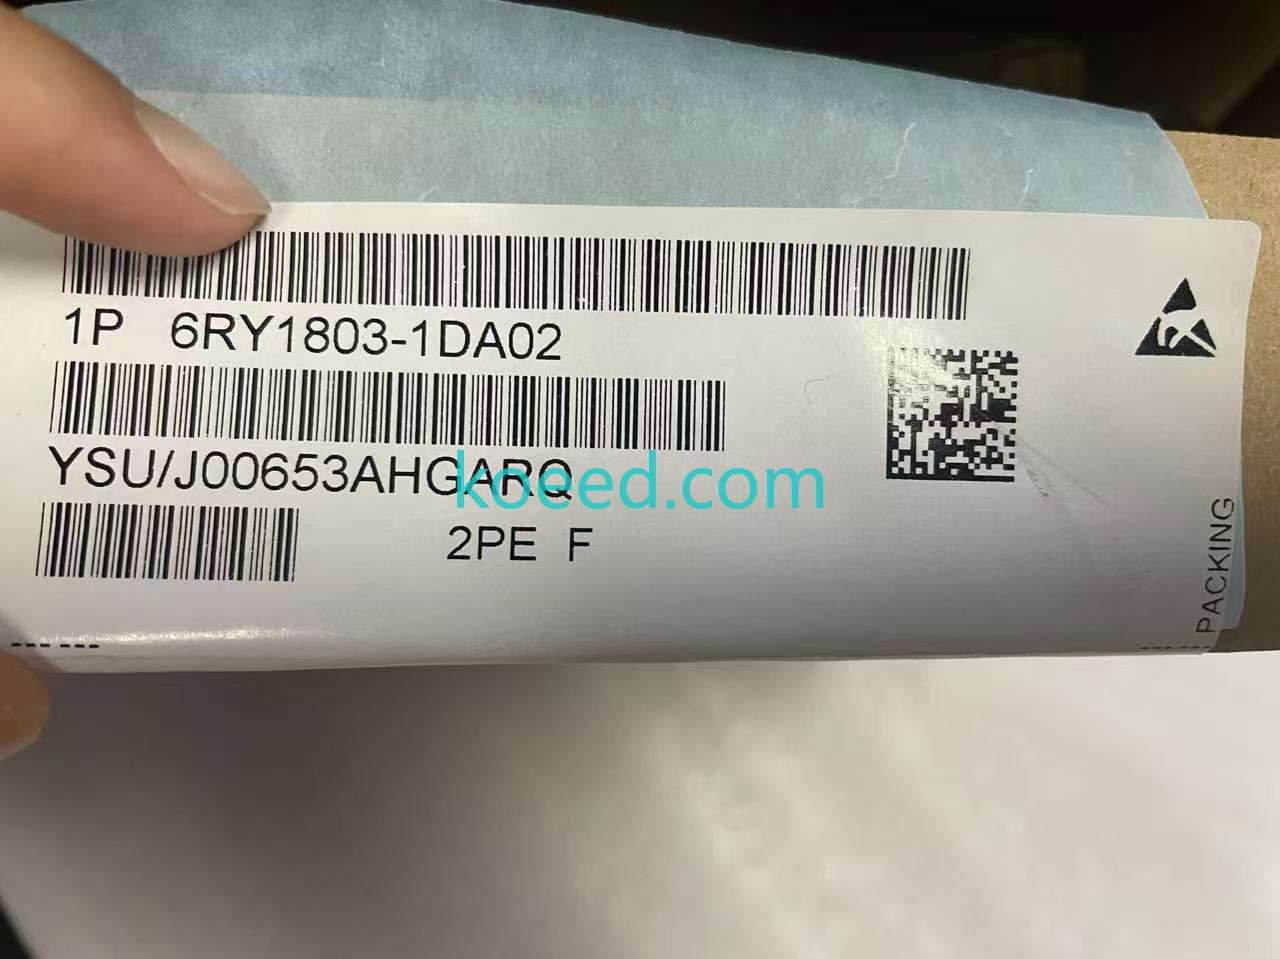 1P 6RY1803-1DA02
YSU/J00653AHGARQ
koeed.com
2PE F
PACKING